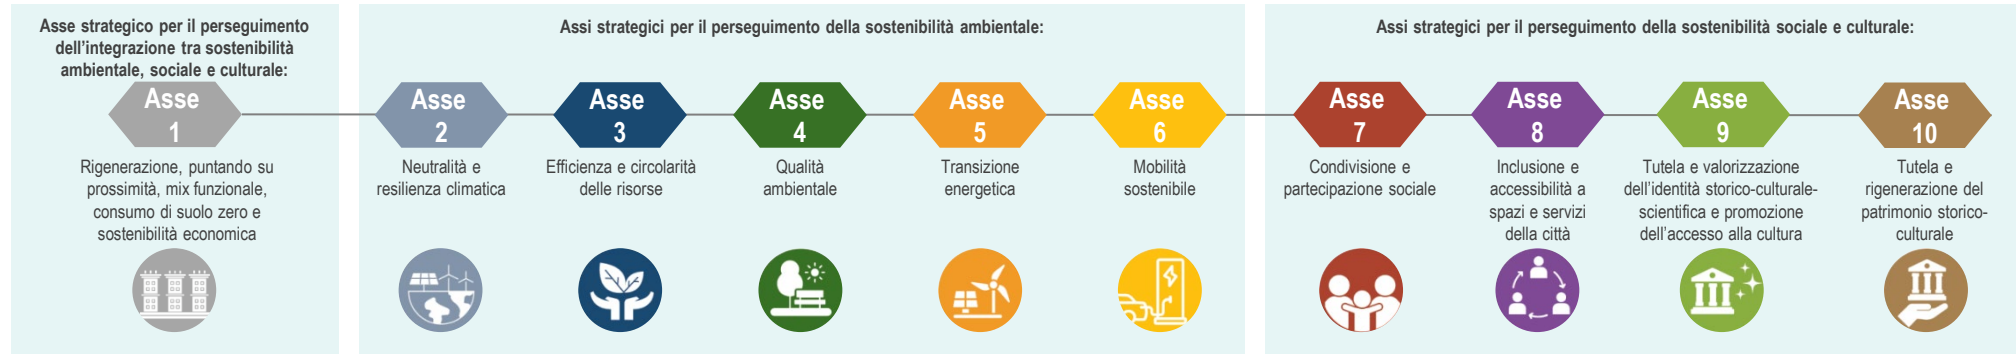 Asse strategico per il perseguimento
dell'integrazione tra sostenibilità
ambientale, sociale e culturale:
Asse
1
Rigenerazione, puntando su
prossimità, mix funzionale,
consumo di suolo zero e
sostenibilità economica
Assi strategici per il perseguimento della sostenibilità ambientale:
Asse
2
Neutralità e
resilienza climatica
Asse
3
Efficienza e circolarità
delle risorse
Asse
4
Qualità
ambientale
Asse
5
Transizione
energetica
Asse
6
Mobilità
sostenibile
Assi strategici per il perseguimento della sostenibilità sociale e culturale:
Asse
7
Condivisione e
partecipazione sociale
Asse
8
Inclusione e
accessibilità a
spazi e servizi
della città
Asse
9
Tutela e valorizzazione
dell'identità storico-culturale-
scientifica e promozione
dell'accesso alla cultura
Asse
10
Tutela e
rigenerazione del
patrimonio storico-
culturale